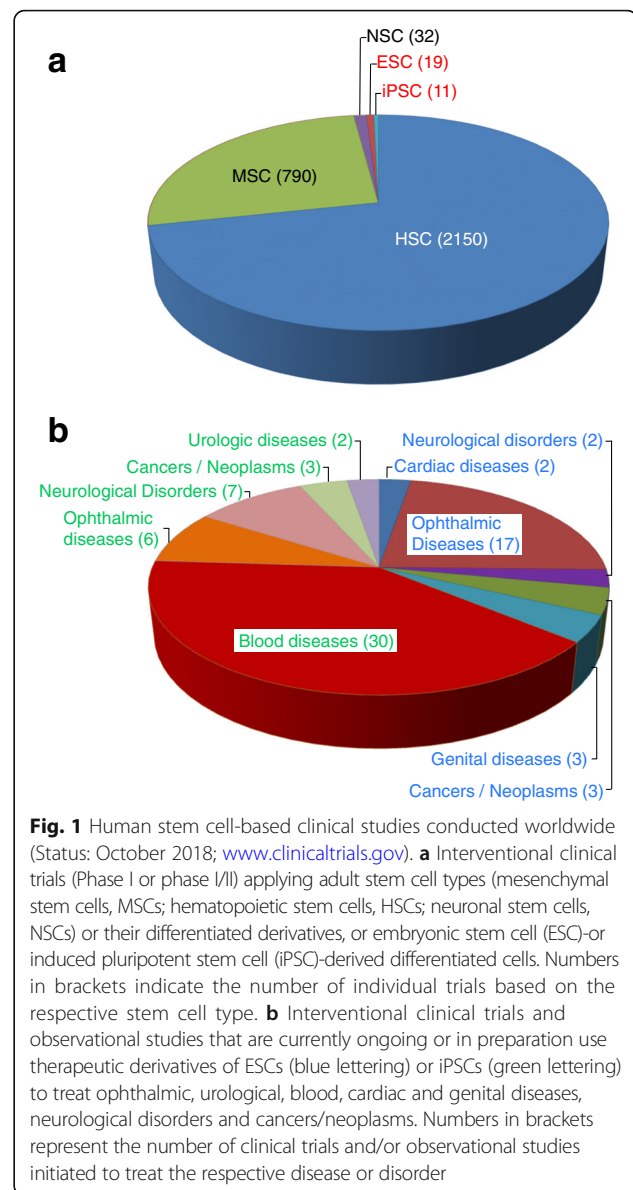 a
NSC (32)
ESC (19)
iPSC (11)
MSC (790)
HSC (2150)
b
Urologic diseases (2)
Neurological disorders (2)
Cancers / Neoplasms (3)
Cardiac diseases (2)
Neurological Disorders (7)
Ophthalmic
diseases (6)
Ophthalmic
Diseases (17)
Blood diseases (30)
Genital diseases (3)
Cancers / Neoplasms (3)
Fig. 1 Human stem cell-based clinical studies conducted worldwide
(Status: October 2018; www.clinicaltrials.gov). a Interventional clinical
trials (Phase I or phase I/II) applying adult stem cell types (mesenchymal
stem cells, MSCs; hematopoietic stem cells, HSCs; neuronal stem cells,
NSCs) or their differentiated derivatives, or embryonic stem cell (ESC)-or
induced pluripotent stem cell (iPSC)-derived differentiated cells. Numbers
in brackets indicate the number of individual trials based on the
respective stem cell type. b Interventional clinical trials and
observational studies that are currently ongoing or in preparation use
therapeutic derivatives of ESCs (blue lettering) or iPSCs (green lettering)
to treat ophthalmic, urological, blood, cardiac and genital diseases,
neurological disorders and cancers/neoplasms. Numbers in brackets
represent the number of clinical trials and/or observational studies
initiated to treat the respective disease or disorder